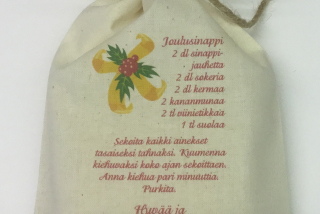 Joulusinappi
2 dl sinappi-
jauhetta
2 dl sokeria
2 dl kermaa
2 kananmunaa
2 tl viinietikkaa
1 tl suolaa
Sekoita kaikki ainekset
tasaiseksi tahnaksi. Kuumenna
kiehuvaksi koko ajan sekoittaen.
Anna kiehua pari minuuttia.
Purkita.
Hyvää ja